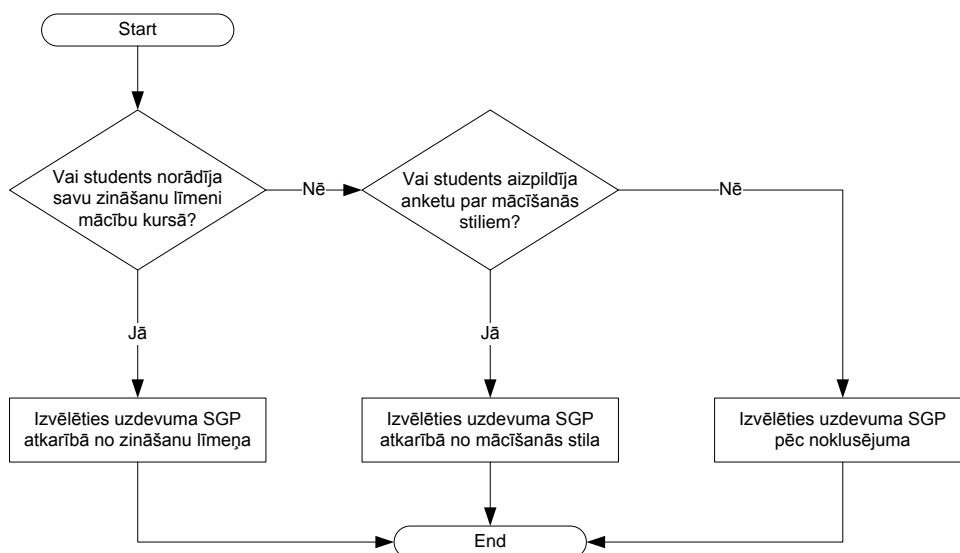 Start
Vai students norādīja
savu zināšanu līmeni
mācību kursā?
Nē
Vai students aizpildīja
anketu par mācīšanās
stiliem?
Nē
Jā
Jā
Izvēlēties uzdevuma SGP
atkarībā no zināšanu līmeņa
Izvēlēties uzdevuma SGP
atkarībā no mācīšanās stila
Izvēlēties uzdevuma SGP
pēc noklusējuma
End